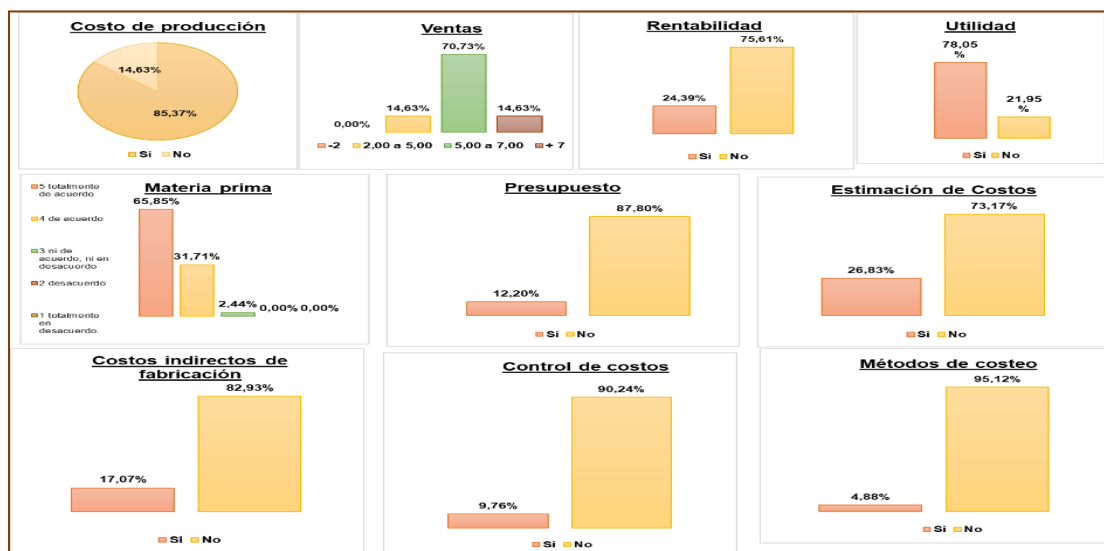 Costo de producción
14,63%
85,37%
Si No
Ventas
70,73%
0,00%
14,63%
14,63%
-2 2,00 a 5,00 5,00 a 7,00 + 7
Rentabilidad
75,61%
24,39%
Si No
Utilidad
78,05
%
21,95
%
Si No
Materia prima
5 totalmente
de acuerdo
4 de acuerdo
3 ni de
acuerdo, ni en
desacuerdo
2 desacuerdo
1 totalmente
en
desacuerdo.
65,85%
31,71%
2,44%
0,00%
0,00%
Presupuesto
87,80%
12,20%
Si No
Estimación de Costos
73,17%
26,83%
Si No
Costos indirectos de
fabricación
82,93%
17,07%
Si No
Control de costos
90,24%
9,76%
Si No
Métodos de costeo
95,12%
4,88%
Si No